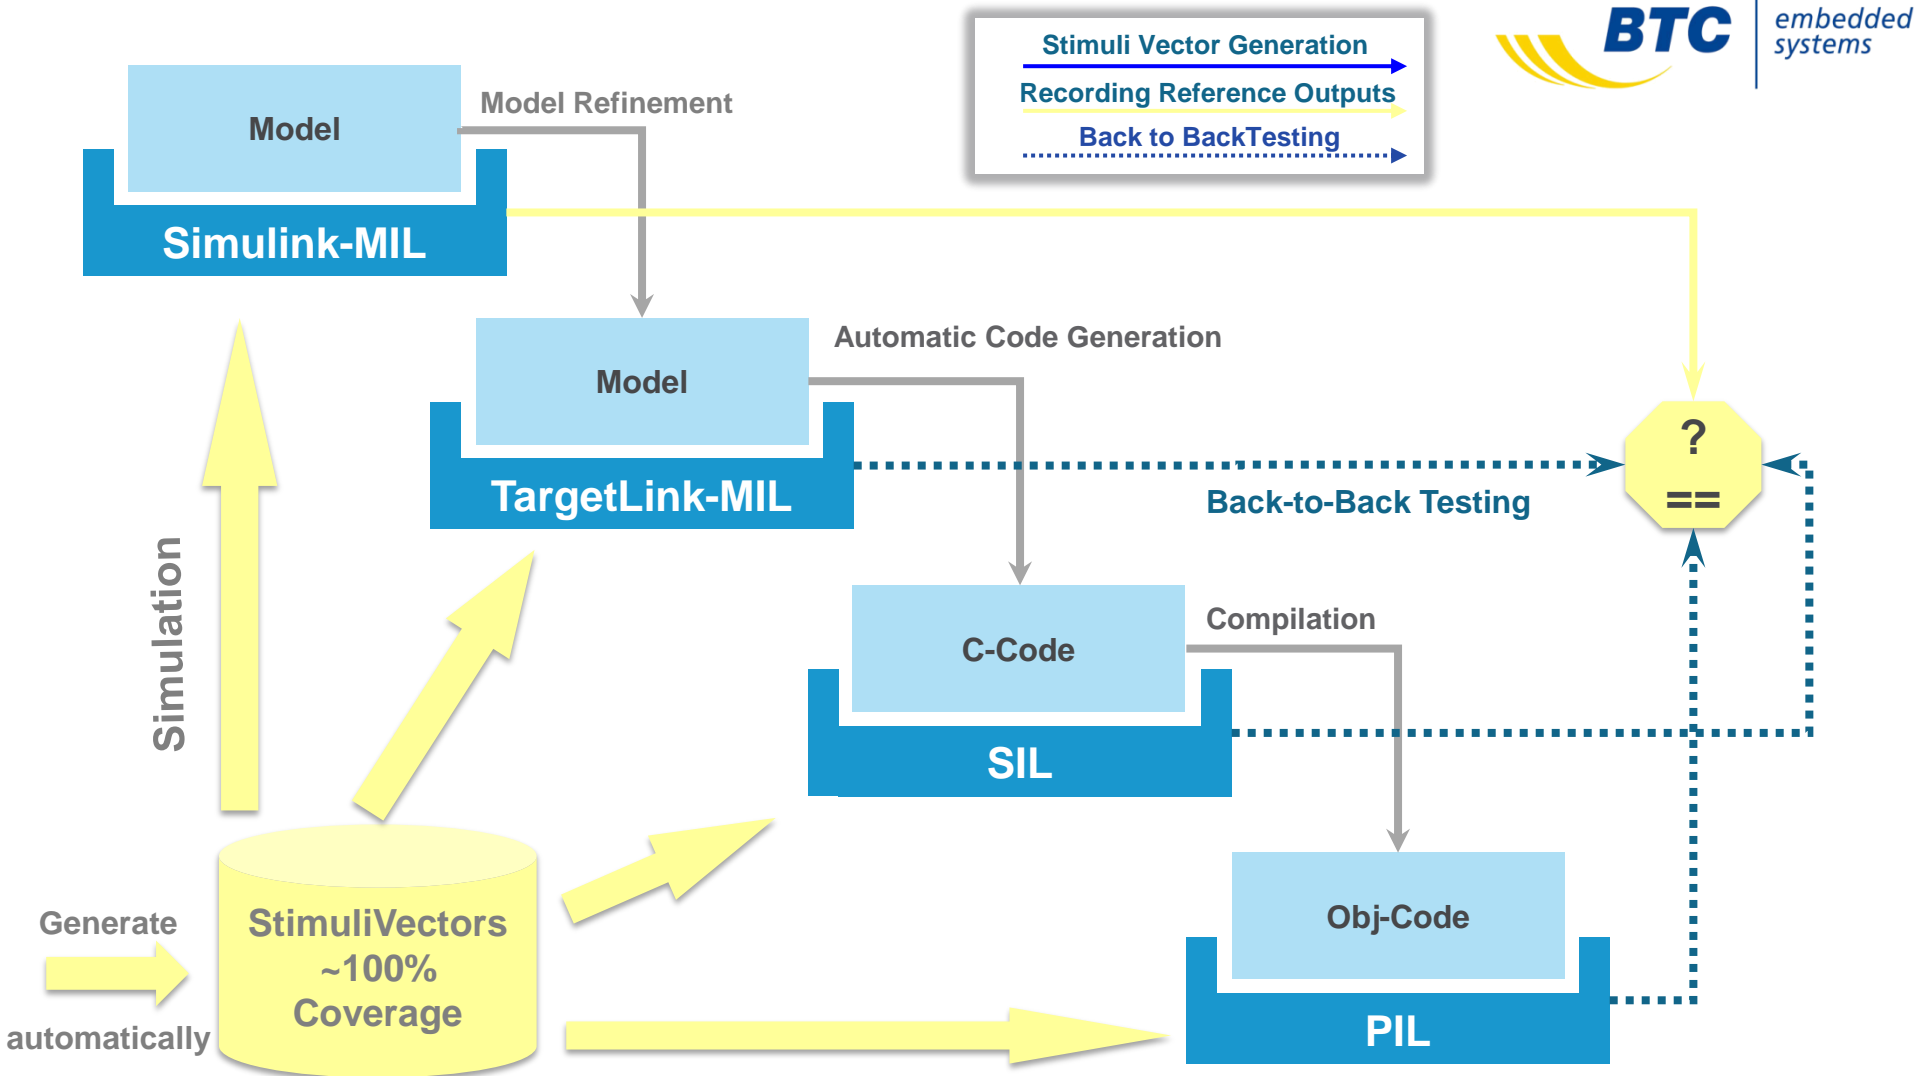 BTC
embedded
systems
Stimuli Vector Generation
Recording Reference Outputs
Back to BackTesting
Model
Model Refinement
Simulink-MIL
Model
Automatic Code Generation
TargetLink-MIL
?
==
Back-to-Back Testing
Simulation
C-Code
Compilation
SIL
Obj-Code
PIL
Generate
automatically
StimuliVectors
~100%
Coverage